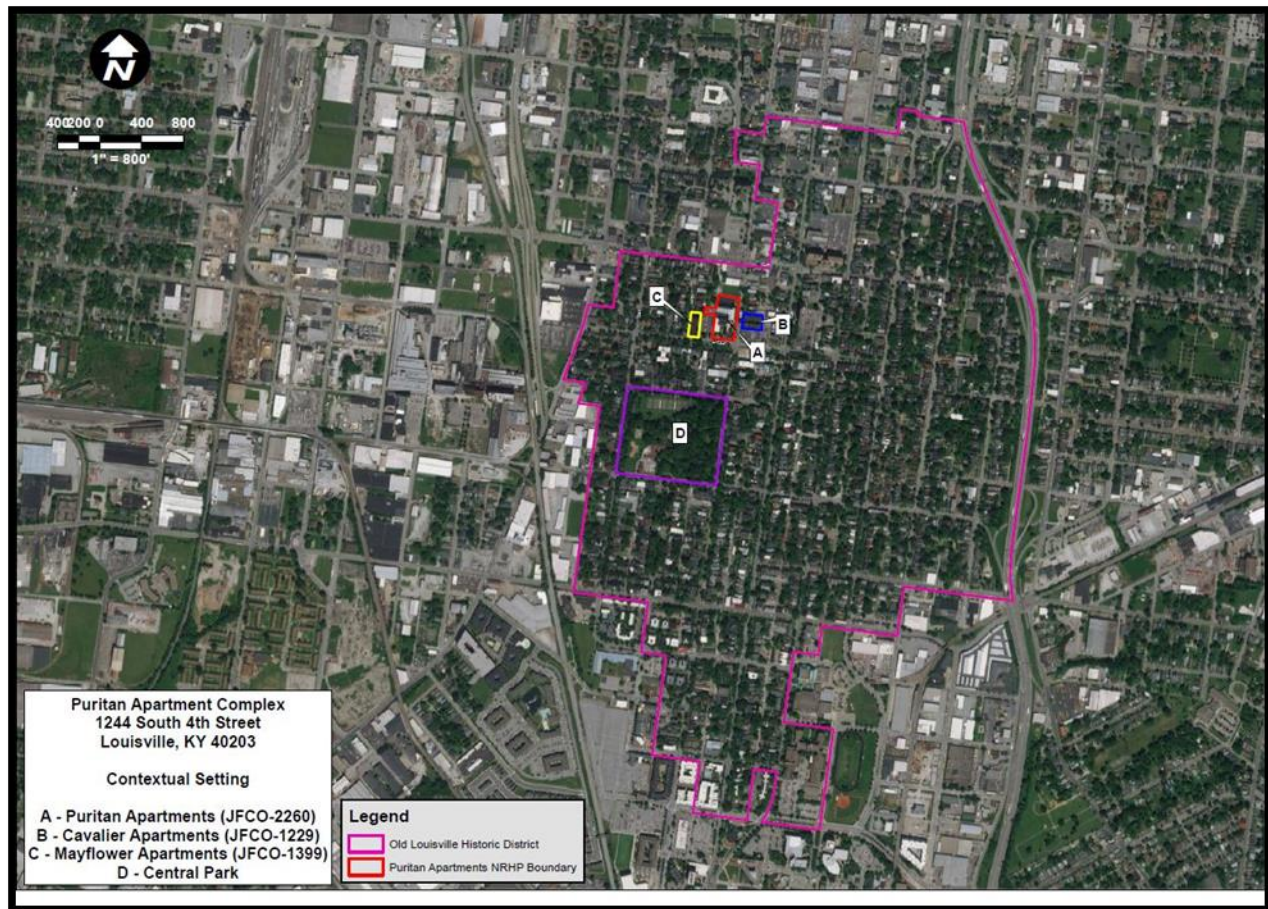 N
400200 0 400 800
1" = 800'
C
B
A
D
Puritan Apartment Complex
1244 South 4th Street
Louisville, KY 40203
Contextual Setting
A - Puritan Apartments (JFCO-2260)
B - Cavalier Apartments (JFCO-1229)
C - Mayflower Apartments (JFCO-1399)
D - Central Park
Legend
Old Louisville Historic District
Puritan Apartments NRHP Boundary